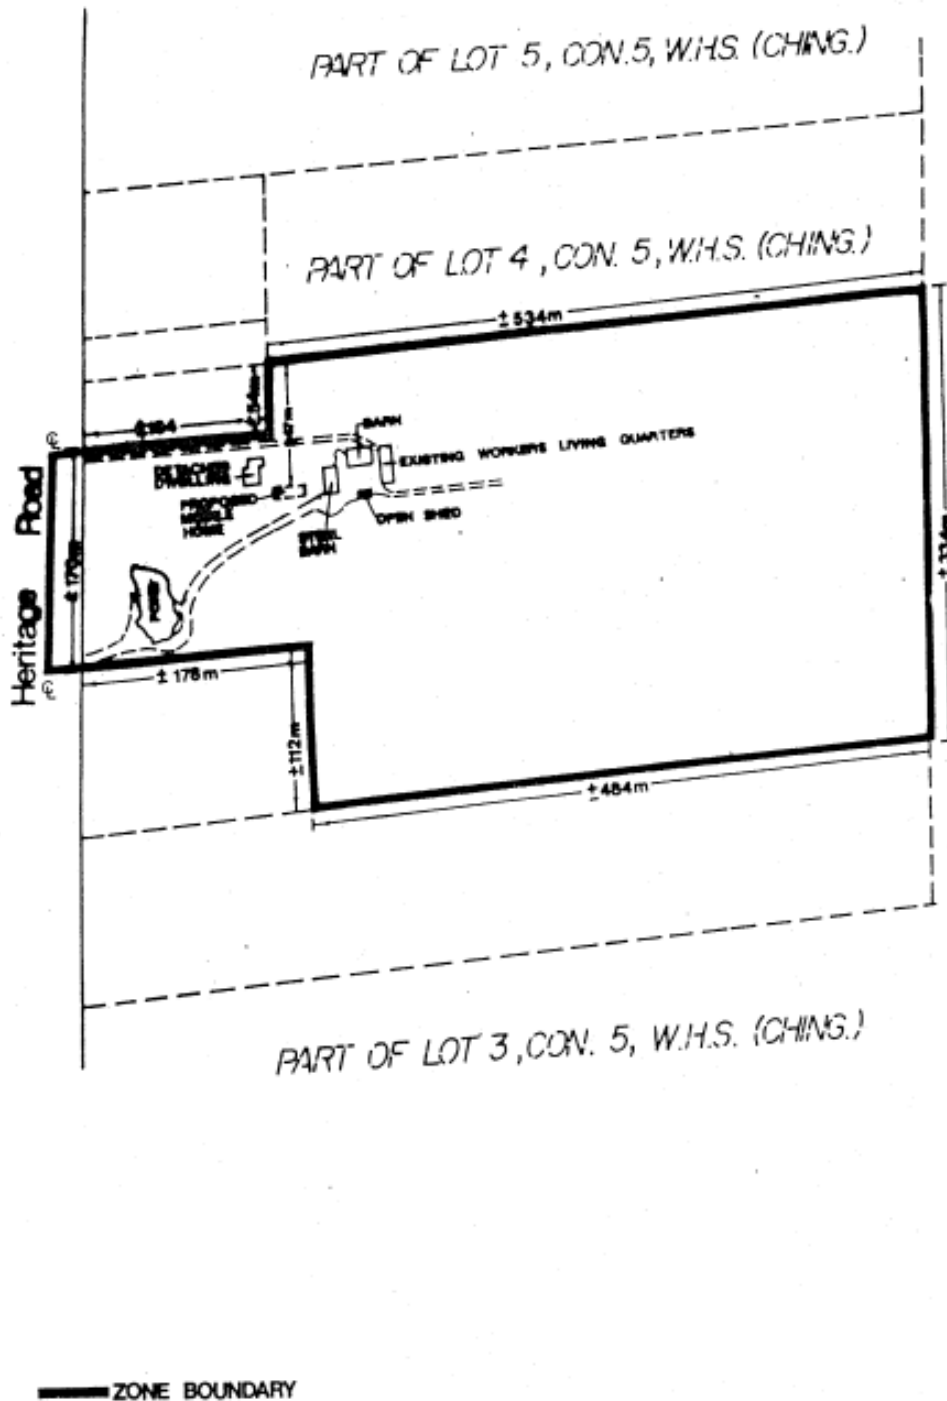 PART OF LOT 5, CON.5, W.H.S. (CHING.)
PART OF LOT 4, CON. 5, W.H.S. (CHING.)
± 534m
BARN
EXISTING WORKERS LIVING QUARTERS
DETACHED
DWELLING
PROPOSED
MOBILE
HOME
OPEN SHED
STEEL
BARN
POND
Heritage Road
± 176m
±112m
±484m
PART OF LOT 3, CON. 5, W.H.S. (CHING.)
ZONE BOUNDARY